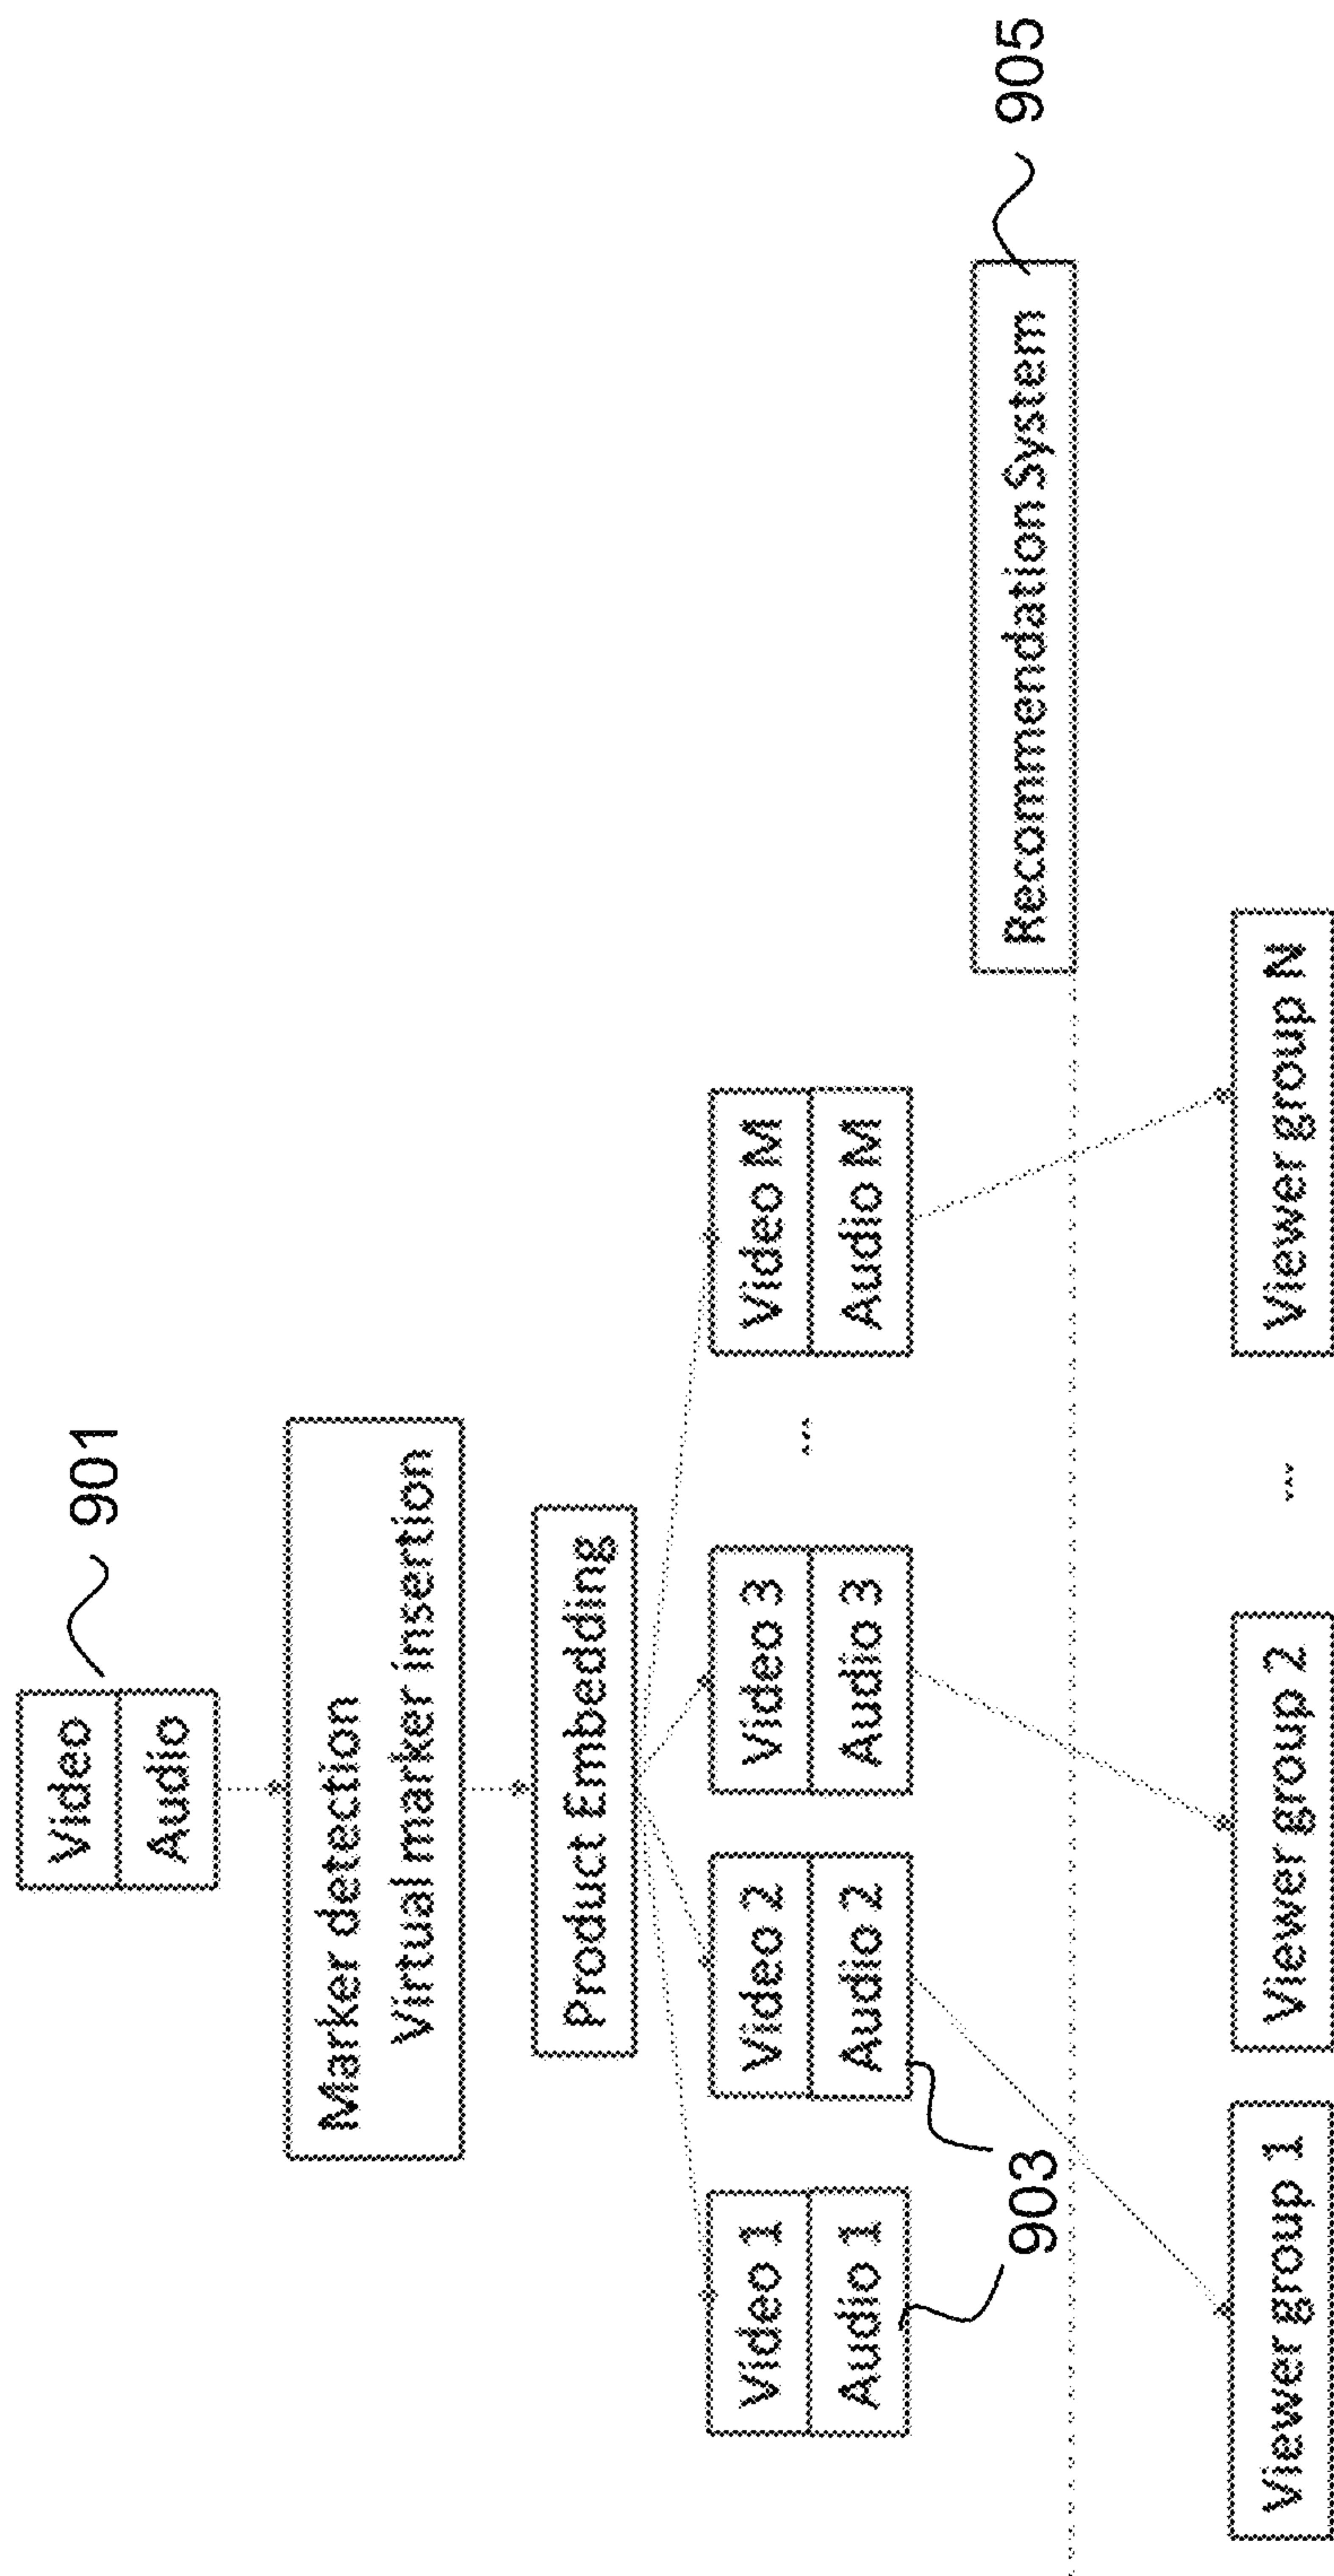 Video
901
Audio
Marker detection
Virtual marker insertion
Product Embedding
Video 1
Video 2
Video 3
...
Video M
Audio 1
Audio 2
Audio 3
Audio M
903
Recommendation System
905
Viewer group 1
Viewer group 2
...
Viewer group N